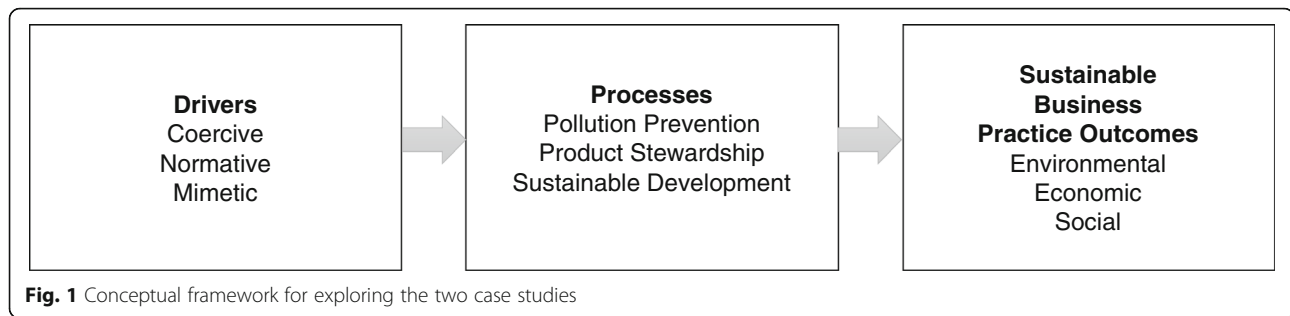 Drivers
Coercive
Normative
Mimetic
Processes
Pollution Prevention
Product Stewardship
Sustainable Development
Sustainable
Business
Practice Outcomes
Environmental
Economic
Social
Fig. 1 Conceptual framework for exploring the two case studies